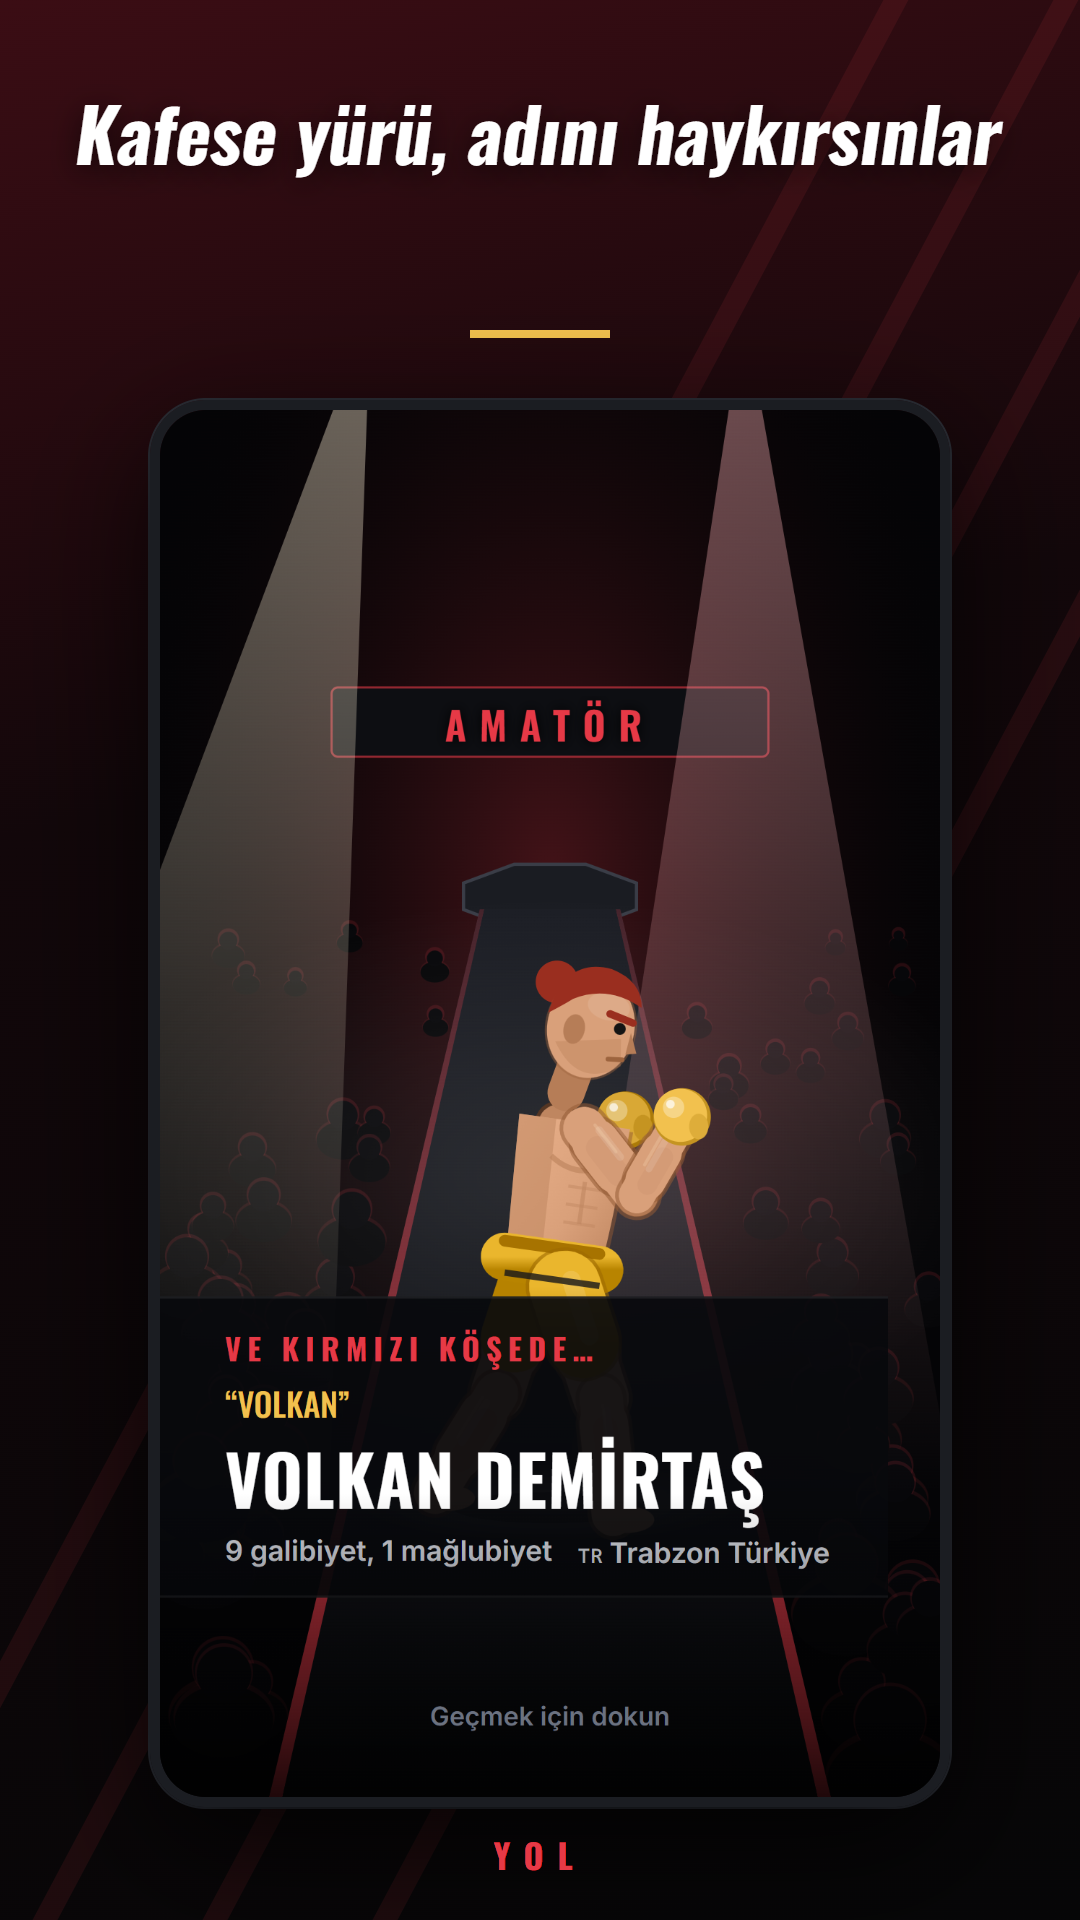 Kafese yürü, adını haykırsınlar
AMATÖR
VE KIRMIZI KÖŞEDE…
“VOLKAN”
VOLKAN DEMİRTAŞ
9 galibiyet, 1 mağlubiyet TR Trabzon Türkiye
Geçmek için dokun
YOL